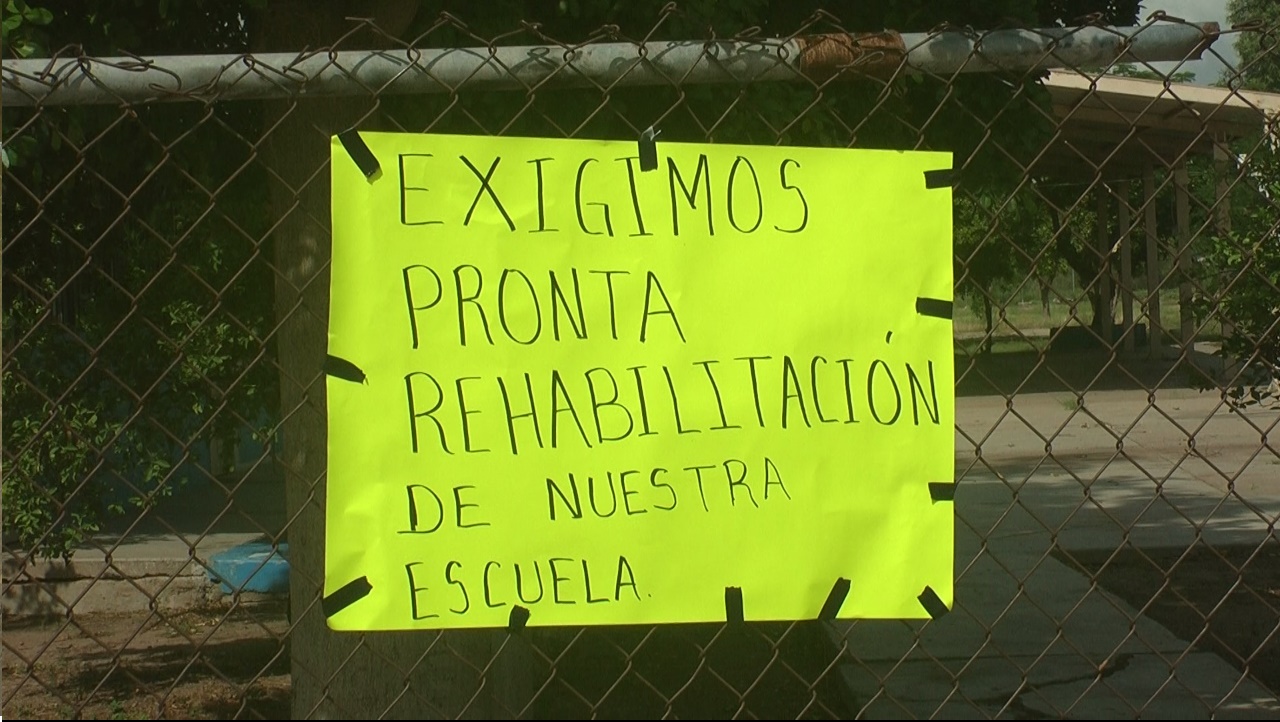 EXIGIMOS
PRONTA
REHABILITACIÓN
DE NUESTRA
ESCUELA.